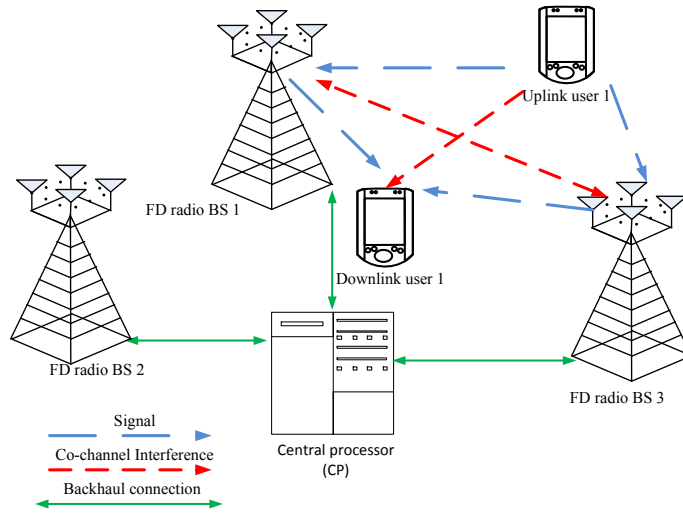 Uplink user 1
FD radio BS 1
Downlink user 1
FD radio BS 2
FD radio BS 3
Signal
Co-channel Interference
Backhaul connection
Central processor
(CP)